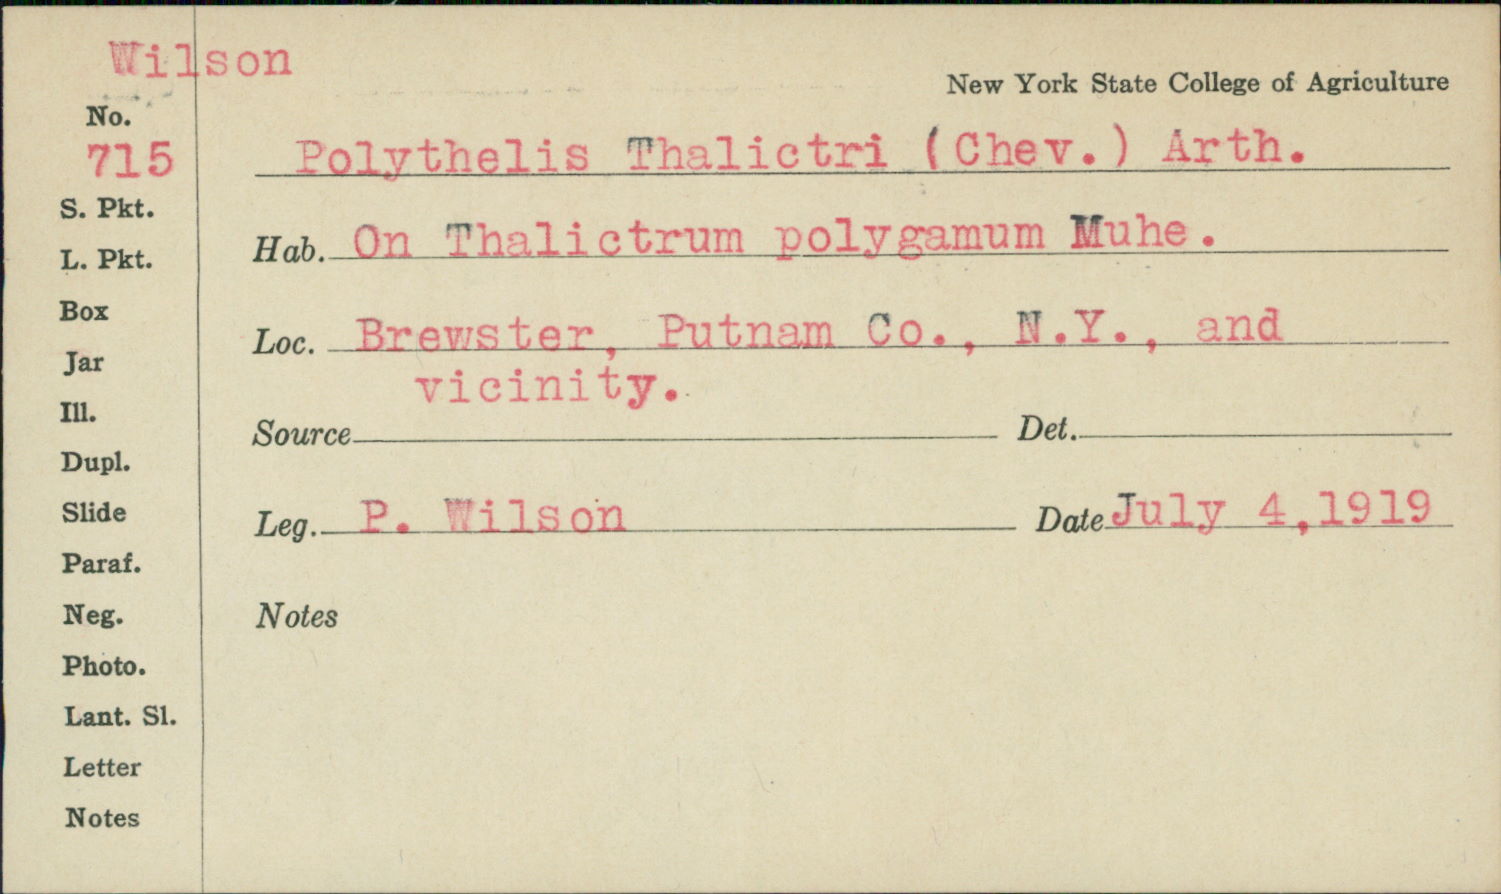 Wilson
New York State College of Agriculture
No.
715
Polythelis Thalictri (Chev.) Arth.
S. Pkt.
Hab. On Thalictrum polygamum Muhe.
L. Pkt.
Box
Loc. Brewster, Putnam Co., N.Y., and
vicinity.
Jar
Ill.
Source Det.
Dupl.
Slide
Leg. P. Wilson Date July 4,1919
Paraf.
Neg.
Notes
Photo.
Lant. Sl.
Letter
Notes